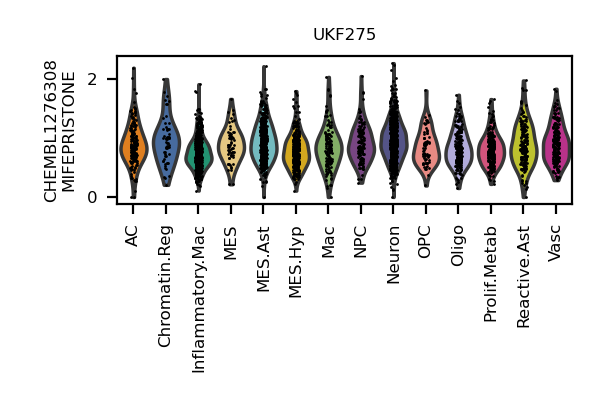 UKF275
CHEMBL1276308
MIFEPRISTONE
2
0
AC
Chromatin.Reg
Inflammatory.Mac
MES
MES.Ast
MES.Hyp
Mac
NPC
Neuron
OPC
Oligo
Prolif.Metab
Reactive.Ast
Vasc